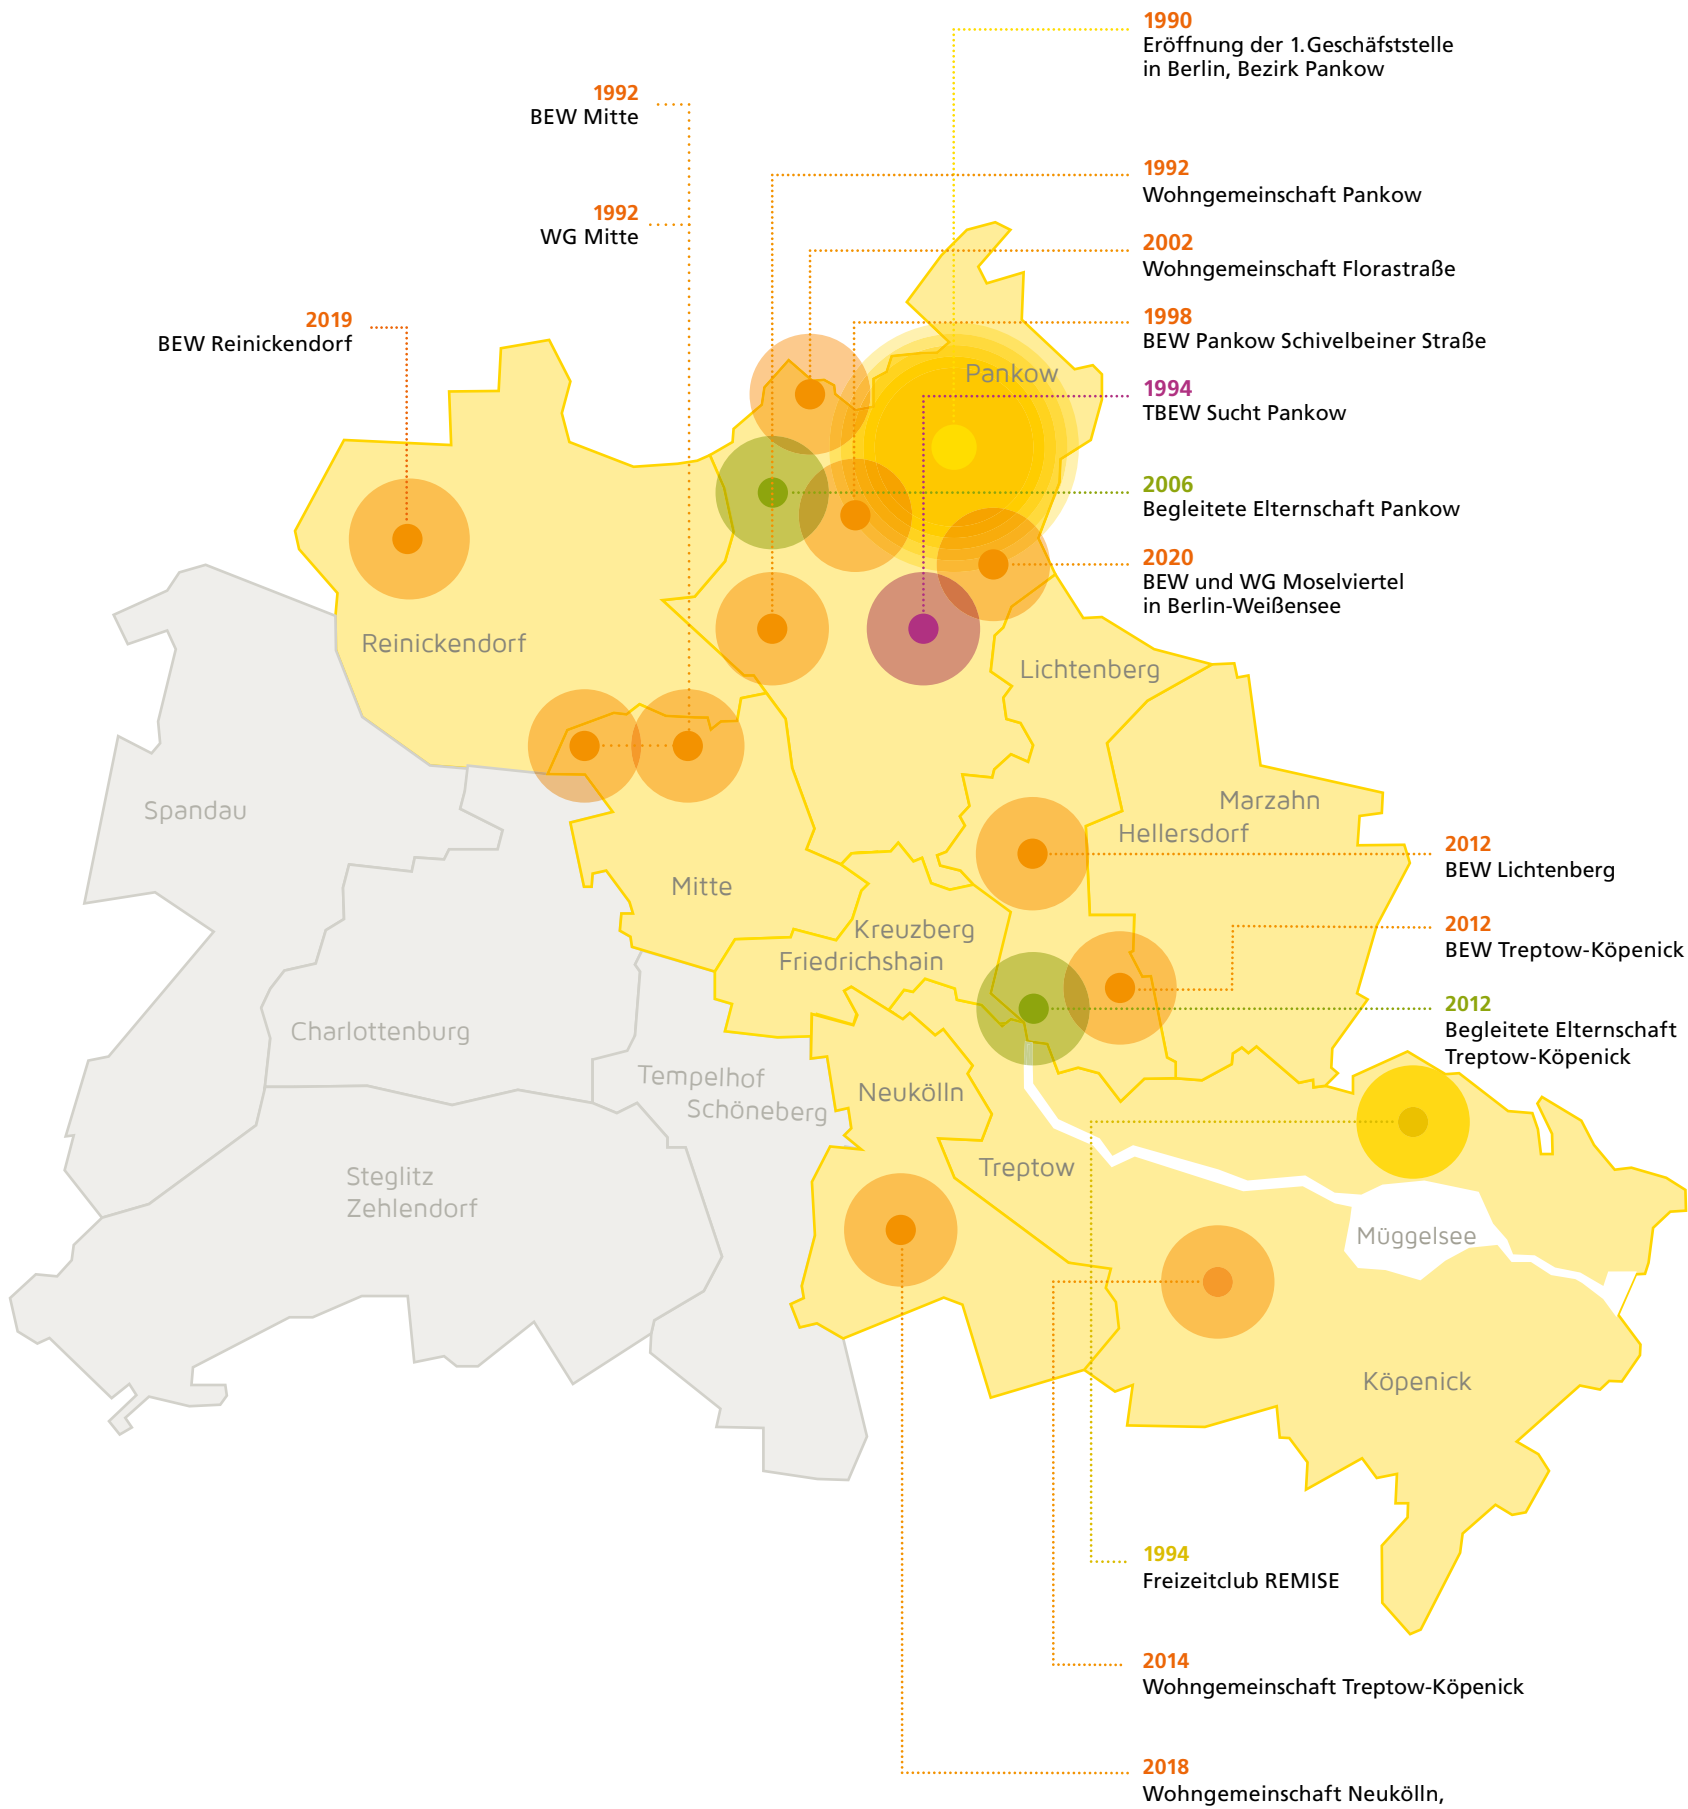 1990
Eröffnung der 1. Geschäfststelle
in Berlin, Bezirk Pankow
1992
BEW Mitte
1992
Wohngemeinschaft Pankow
1992
WG Mitte
2002
Wohngemeinschaft Florastraße
2019
BEW Reinickendorf
1998
BEW Pankow Schivelbeiner Straße
Pankow
1994
TBEW Sucht Pankow
2006
Begleitete Elternschaft Pankow
2020
BEW und WG Moselviertel
in Berlin-Weißensee
Reinickendorf
Lichtenberg
Spandau
Marzahn
Hellersdorf
2012
BEW Lichtenberg
Mitte
Kreuzberg
Friedrichshain
2012
BEW Treptow-Köpenick
2012
Begleitete Elternschaft
Treptow-Köpenick
Charlottenburg
Tempelhof
Schöneberg
Neukölln
Treptow
Steglitz
Zehlendorf
Müggelsee
Köpenick
1994
Freizeitclub REMISE
2014
Wohngemeinschaft Treptow-Köpenick
2018
Wohngemeinschaft Neukölln,